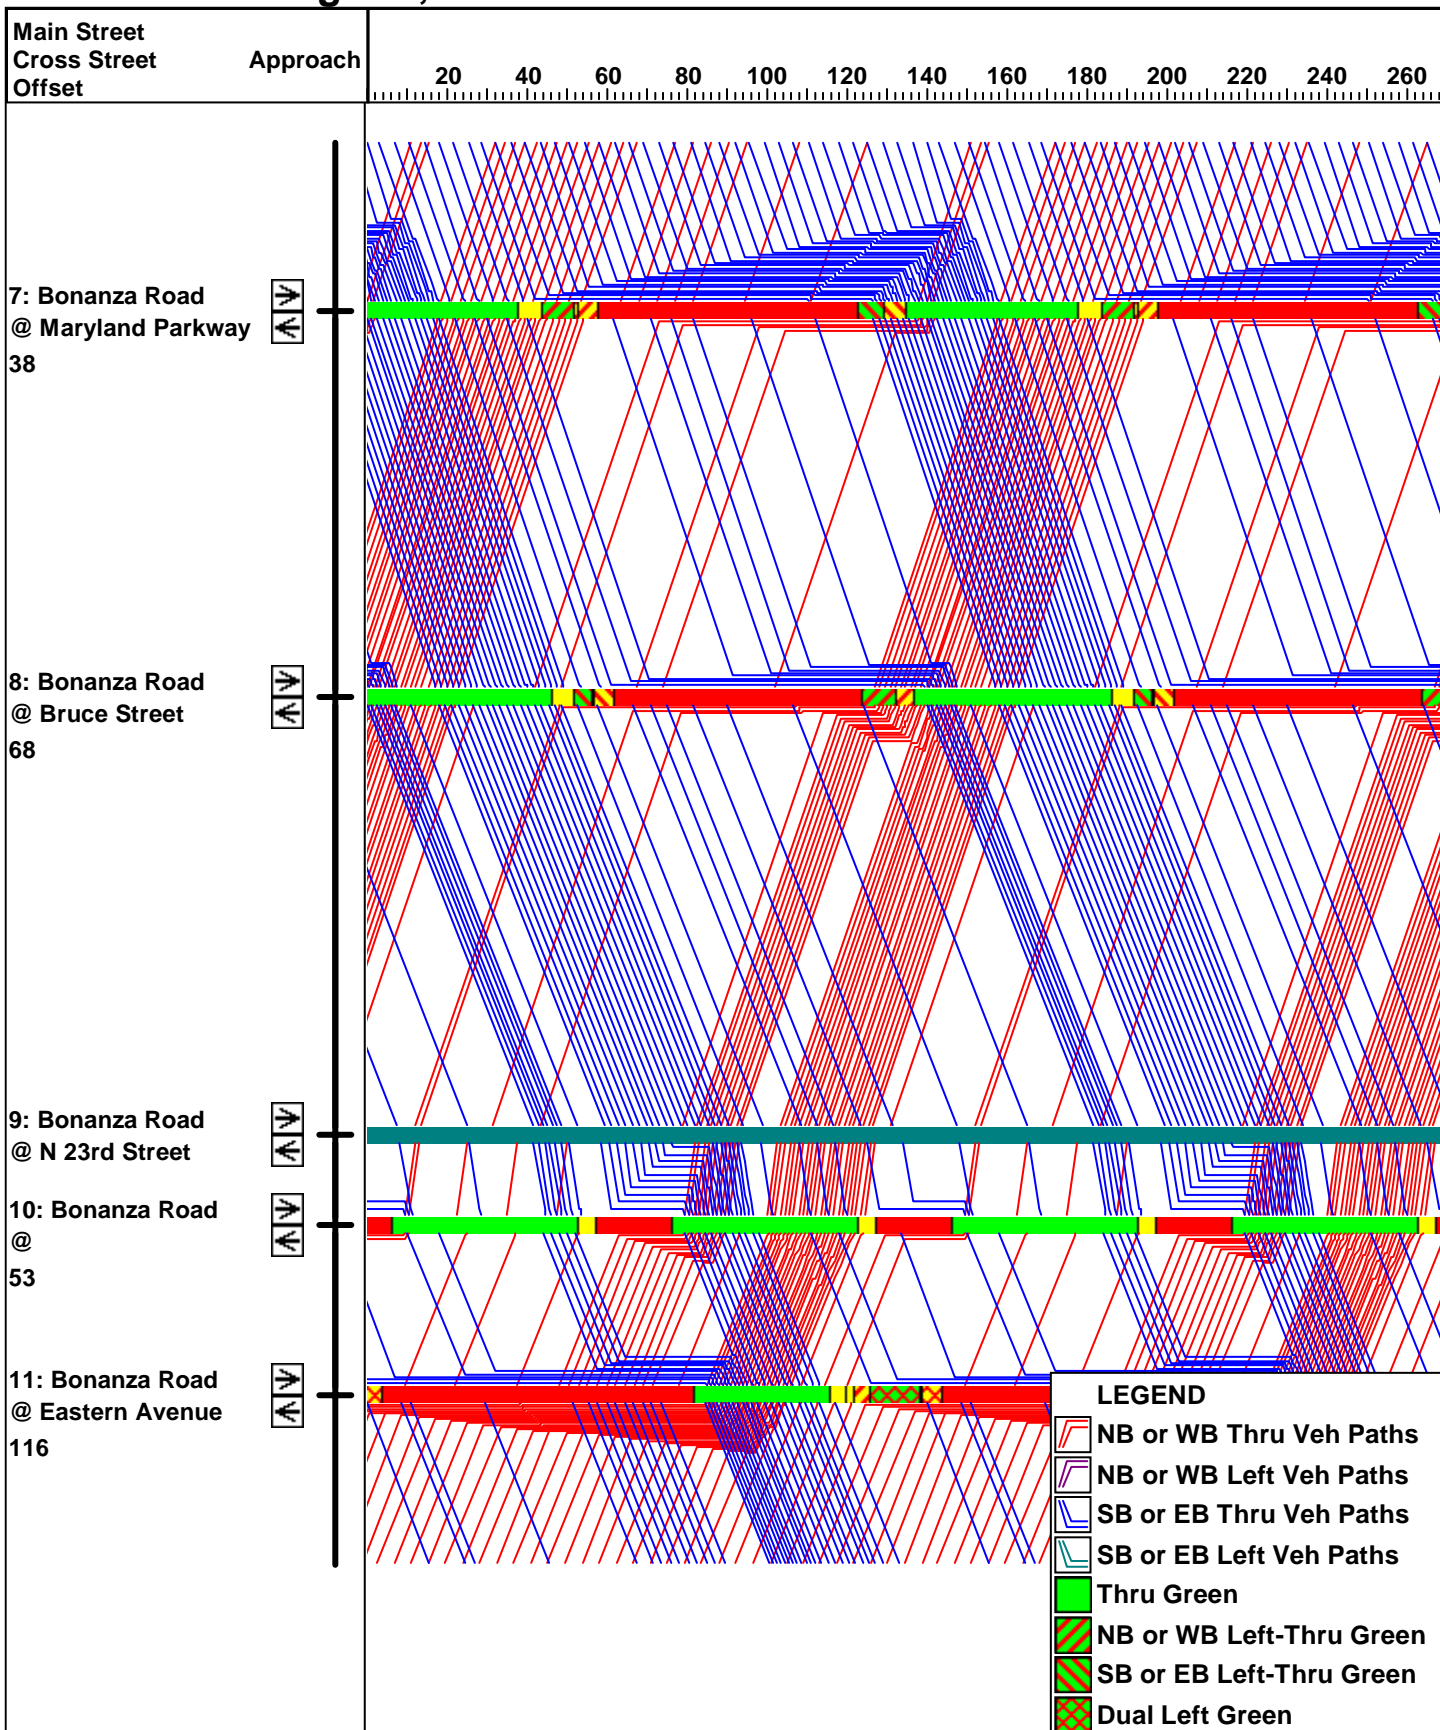 Main Street
Cross Street Approach
Offset
20 40 60 80 100 120 140 160 180 200 220 240 260
7: Bonanza Road
@ Maryland Parkway
38
8: Bonanza Road
@ Bruce Street
68
9: Bonanza Road
@ N 23rd Street
10: Bonanza Road
@
53
11: Bonanza Road
@ Eastern Avenue
116
LEGEND
NB or WB Thru Veh Paths
NB or WB Left Veh Paths
SB or EB Thru Veh Paths
SB or EB Left Veh Paths
Thru Green
NB or WB Left-Thru Green
SB or EB Left-Thru Green
Dual Left Green